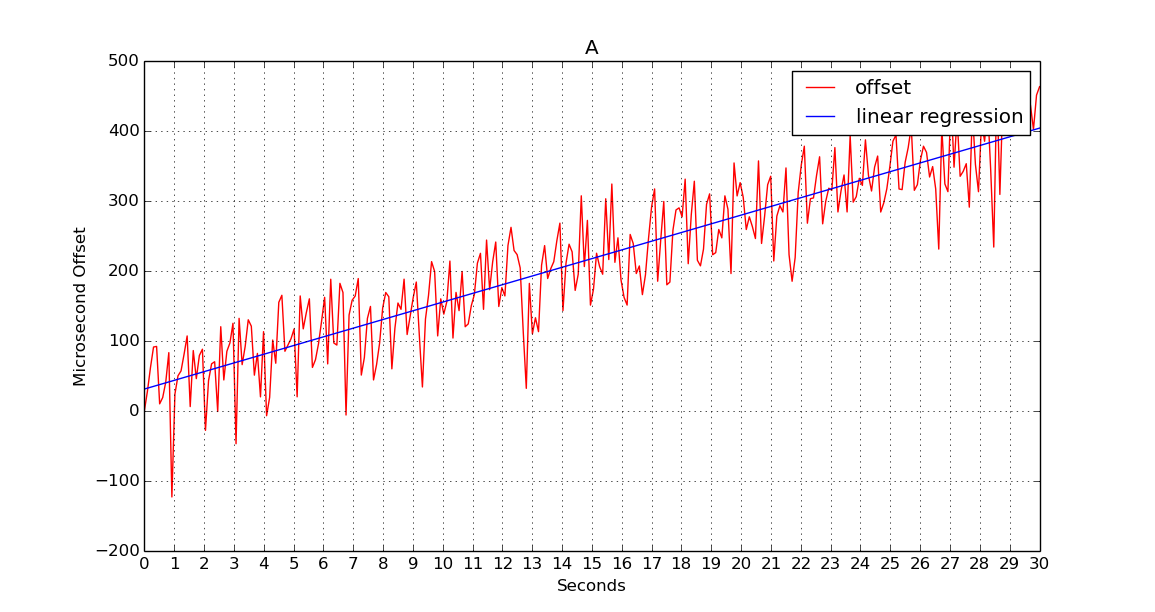 A
500
400
300
200
100
0
−100
−200
Microsecond Offset
offset
linear regression
0 1 2 3 4 5 6 7 8 9 10 11 12 13 14 15 16 17 18 19 20 21 22 23 24 25 26 27 28 29 30
Seconds